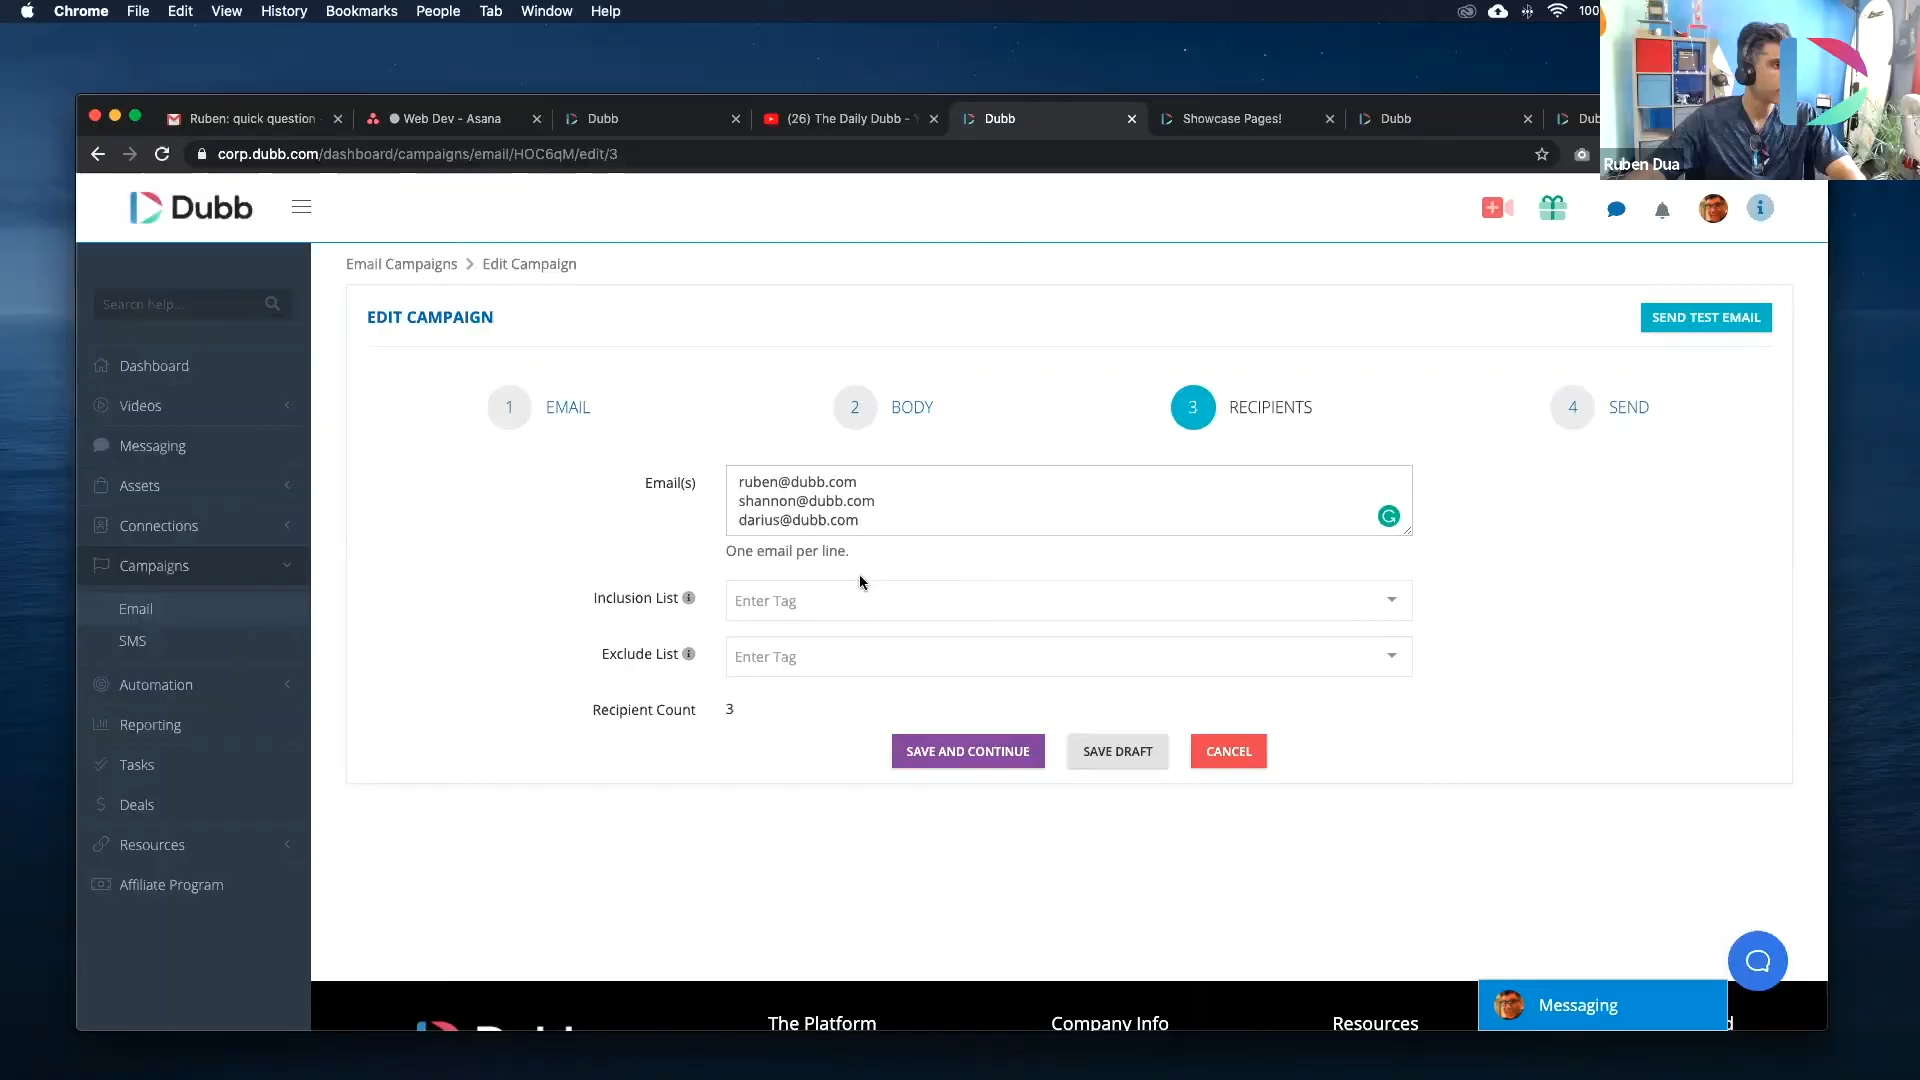 Chrome File Edit View History Bookmarks People Tab Window Help
100
Ruben: quick question
Web Dev - Asana
Dubb
(26) The Daily Dubb -
Dubb
Showcase Pages!
Dubb
Dub
corp.dubb.com/dashboard/campaigns/email/HOC6qM/edit/3
Ruben Dua
Dubb
Search help...
Dashboard
Videos
Messaging
Assets
Connections
Campaigns
Email
SMS
Automation
Reporting
Tasks
Deals
Resources
Affiliate Program
Email Campaigns > Edit Campaign
EDIT CAMPAIGN
SEND TEST EMAIL
1 EMAIL
2 BODY
3 RECIPIENTS
4 SEND
Email(s)
ruben@dubb.com
shannon@dubb.com
darius@dubb.com
One email per line.
Inclusion List
Enter Tag
Exclude List
Enter Tag
Recipient Count 3
SAVE AND CONTINUE
SAVE DRAFT
CANCEL
Dubb
The Platform
Company Info
Resources
Messaging